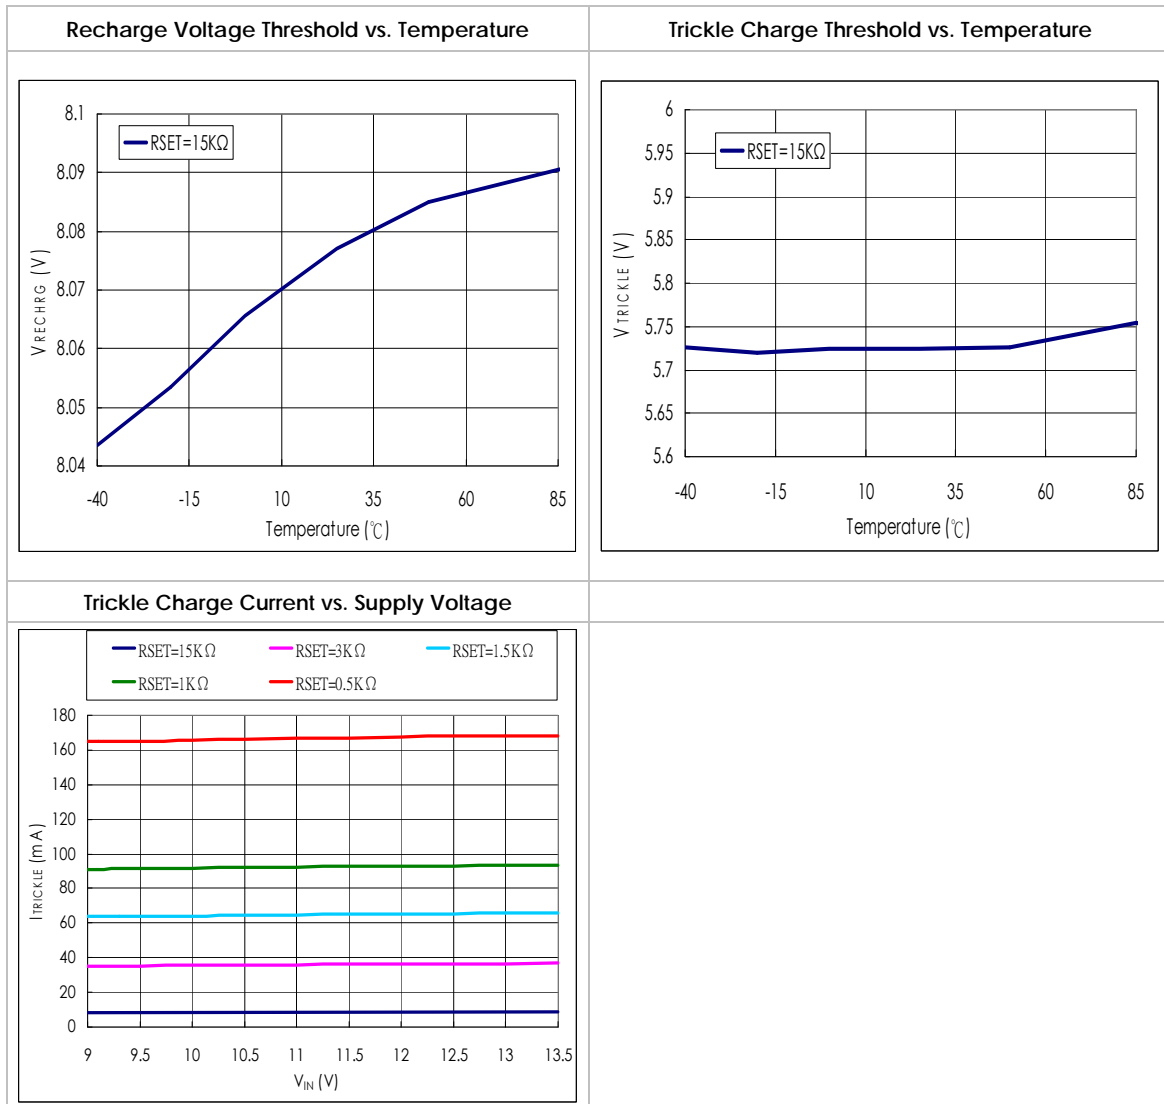 Recharge Voltage Threshold vs. Temperature
Trickle Charge Threshold vs. Temperature
RSET=15KΩ
8.1
8.09
8.08
8.07
8.06
8.05
8.04
VRECHRG (V)
-40 -15 10 35 60 85
Temperature (℃)
RSET=15KΩ
6
5.95
5.9
5.85
5.8
5.75
5.7
5.65
5.6
VTRICKLE (V)
-40 -15 10 35 60 85
Temperature (℃)
Trickle Charge Current vs. Supply Voltage
RSET=15KΩ RSET=3KΩ RSET=1.5KΩ
RSET=1KΩ RSET=0.5KΩ
180
160
140
120
100
80
60
40
20
0
ITRICKLE (mA)
9 9.5 10 10.5 11 11.5 12 12.5 13 13.5
VIN (V)